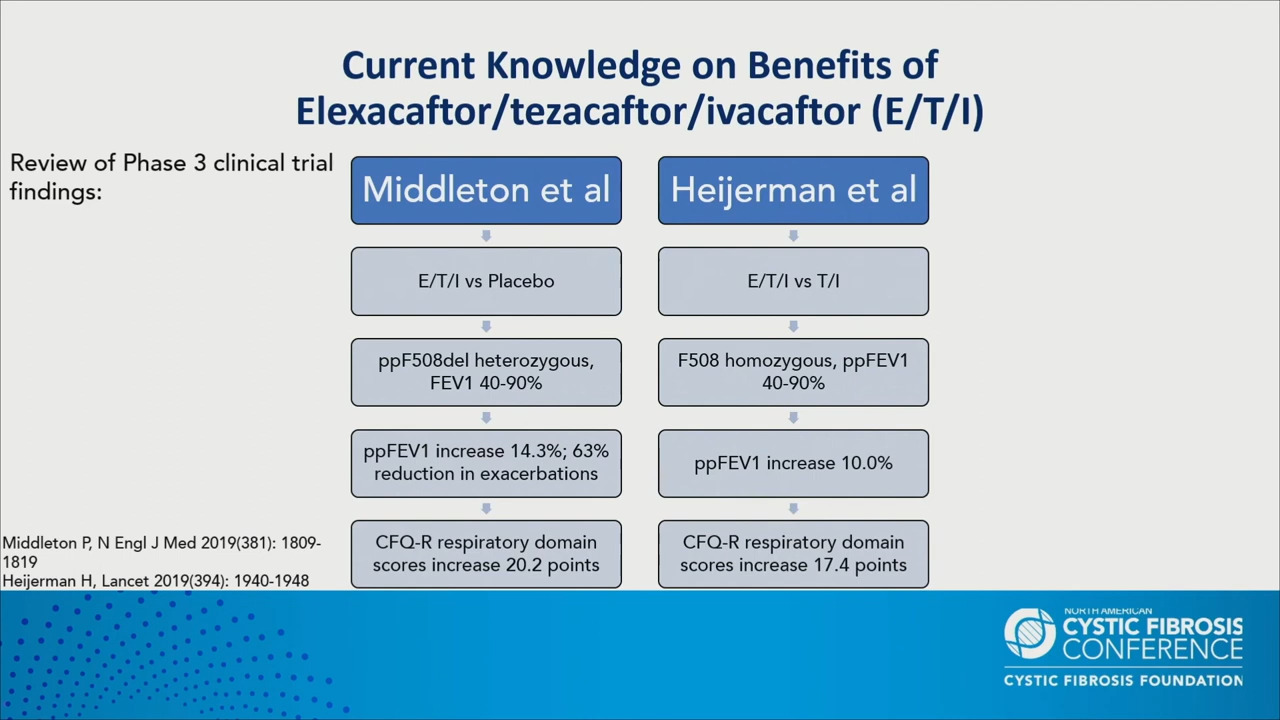 Current Knowledge on Benefits of
Elexacaftor/tezacaftor/ivacaftor (E/T/I)
Review of Phase 3 clinical trial
findings:
Middleton et al
Heijerman et al
E/T/I vs Placebo
E/T/I vs T/I
ppF508del heterozygous,
FEV1 40-90%
F508 homozygous, ppFEV1
40-90%
ppFEV1 increase 14.3%; 63%
reduction in exacerbations
ppFEV1 increase 10.0%
CFQ-R respiratory domain
scores increase 20.2 points
CFQ-R respiratory domain
scores increase 17.4 points
Middleton P, N Engl J Med 2019(381): 1809-
1819
Heijerman H, Lancet 2019(394): 1940-1948
NORTH AMERICAN
CYSTIC FIBROSIS
CONFERENCE
CYSTIC FIBROSIS FOUNDATION